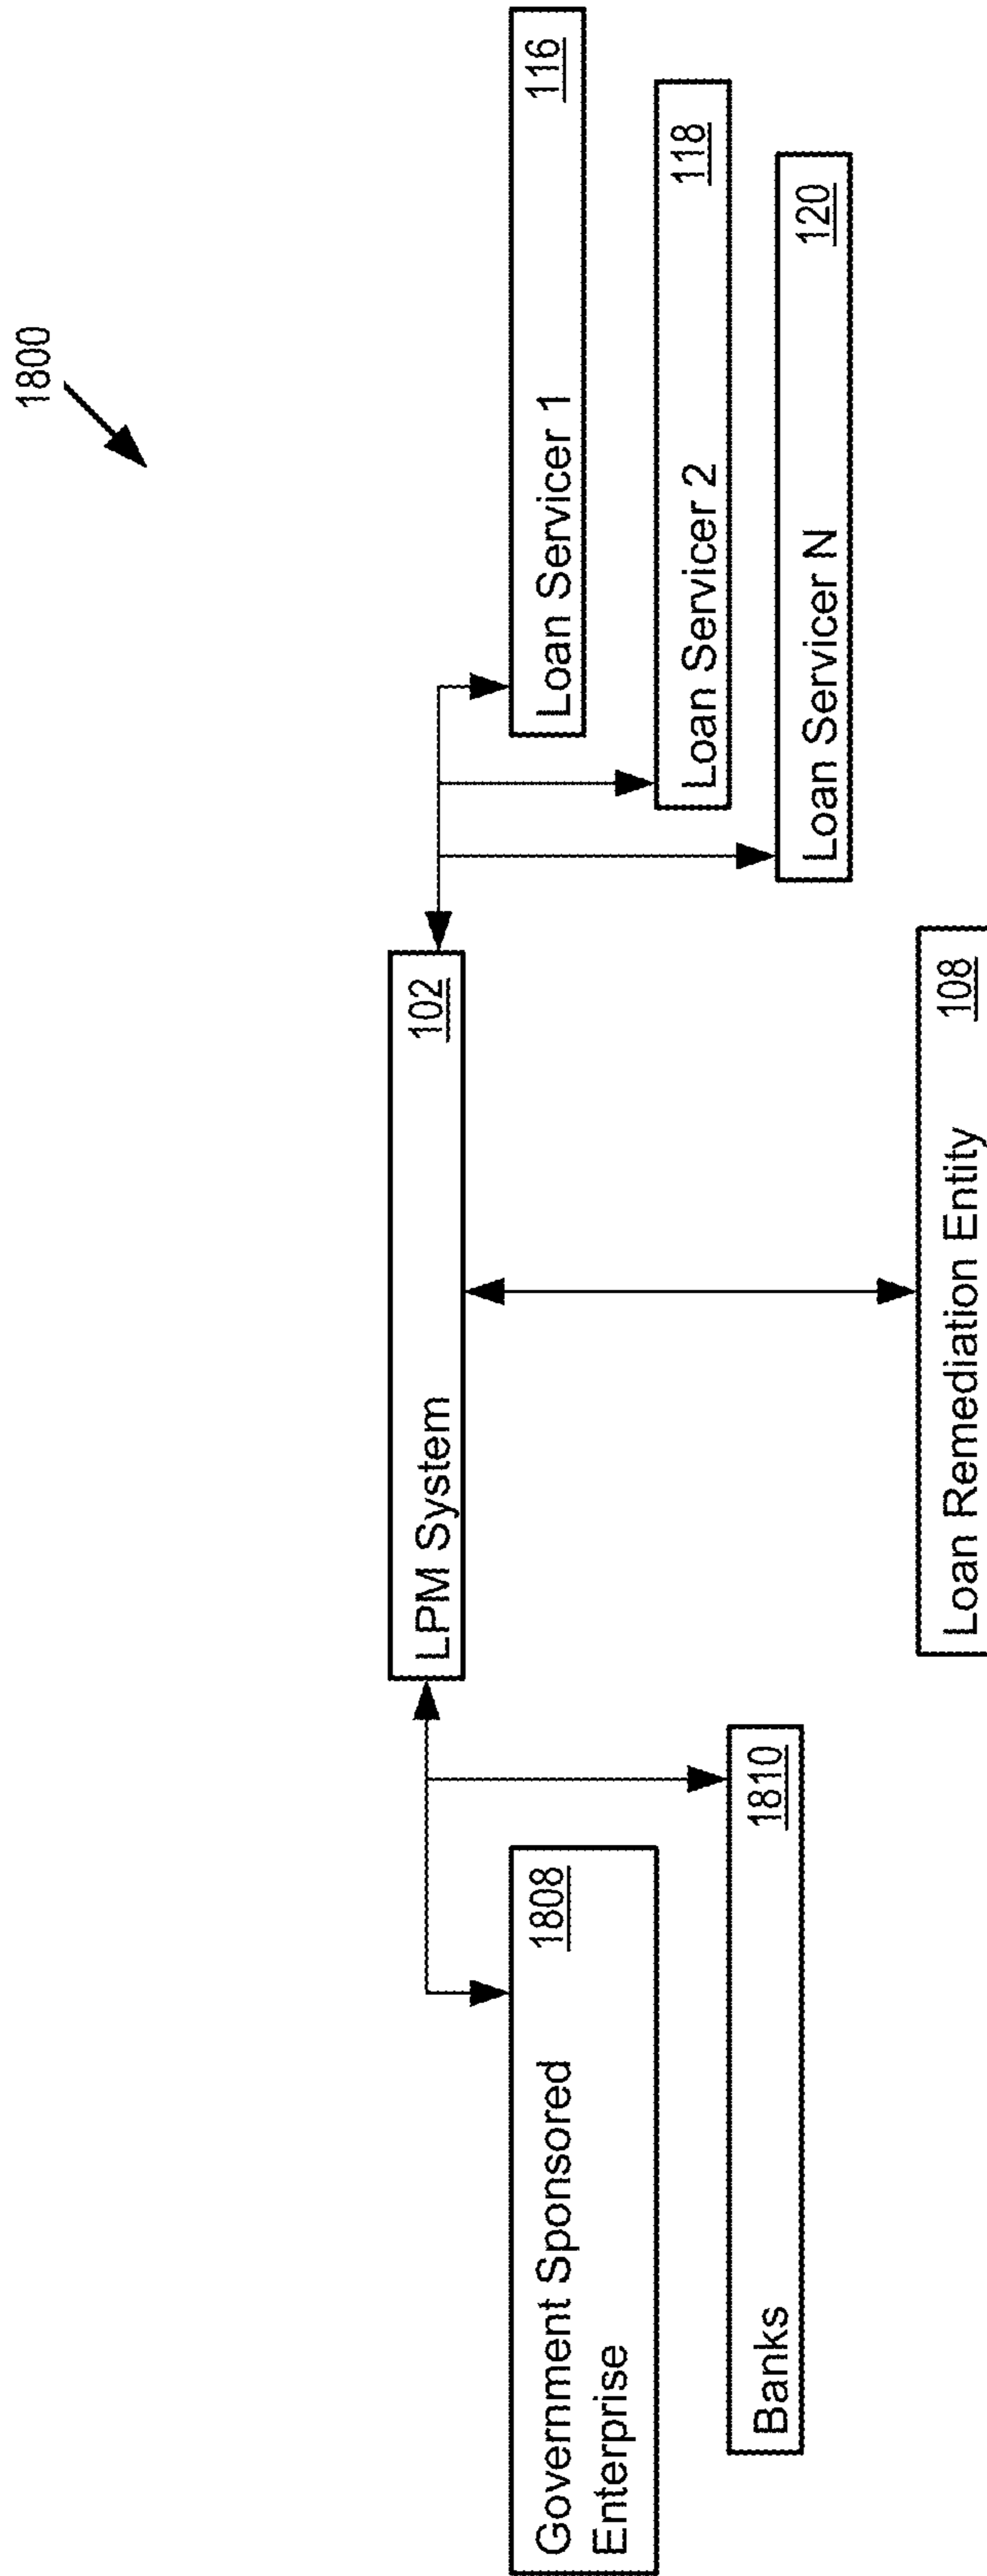 1800
LPM System
102
Government Sponsored
Enterprise
1808
Banks
1810
Loan Servicer 1
116
Loan Servicer 2
118
Loan Servicer N
120
Loan Remediation Entity
108